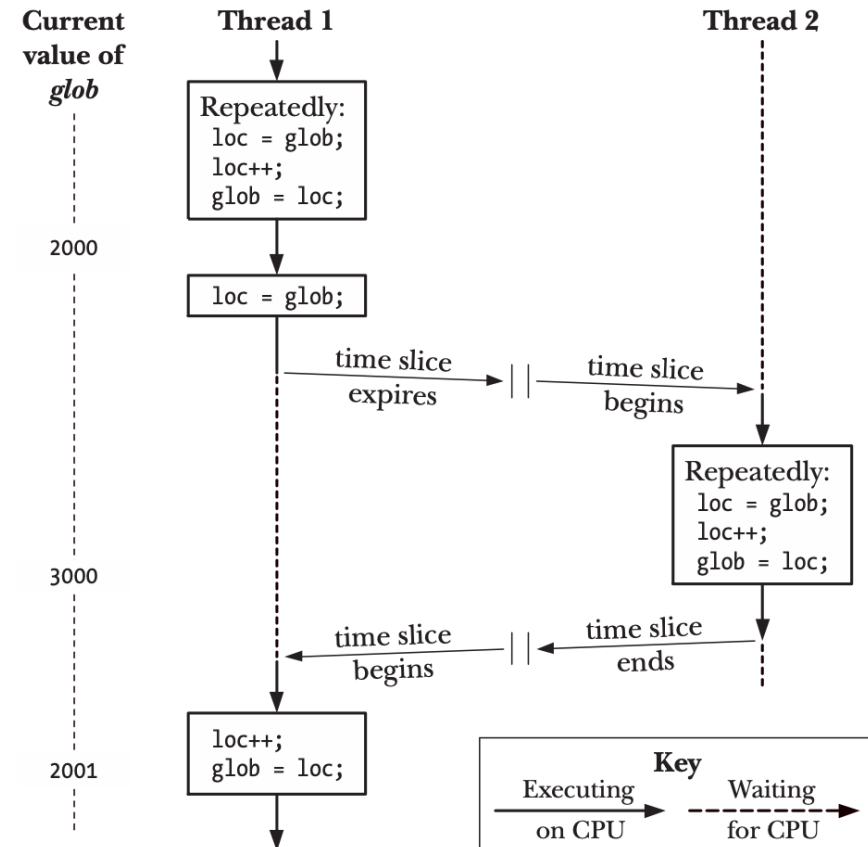 Current
value of
glob
Thread 1
Thread 2
Repeatedly:
loc = glob;
loc++;
glob = loc;
2000
loc = glob;
time slice
expires
time slice
begins
Repeatedly:
loc = glob;
loc++;
glob = loc;
3000
time slice
begins
time slice
ends
loc++;
glob = loc;
2001
Key
Executing
on CPU
Waiting
for CPU